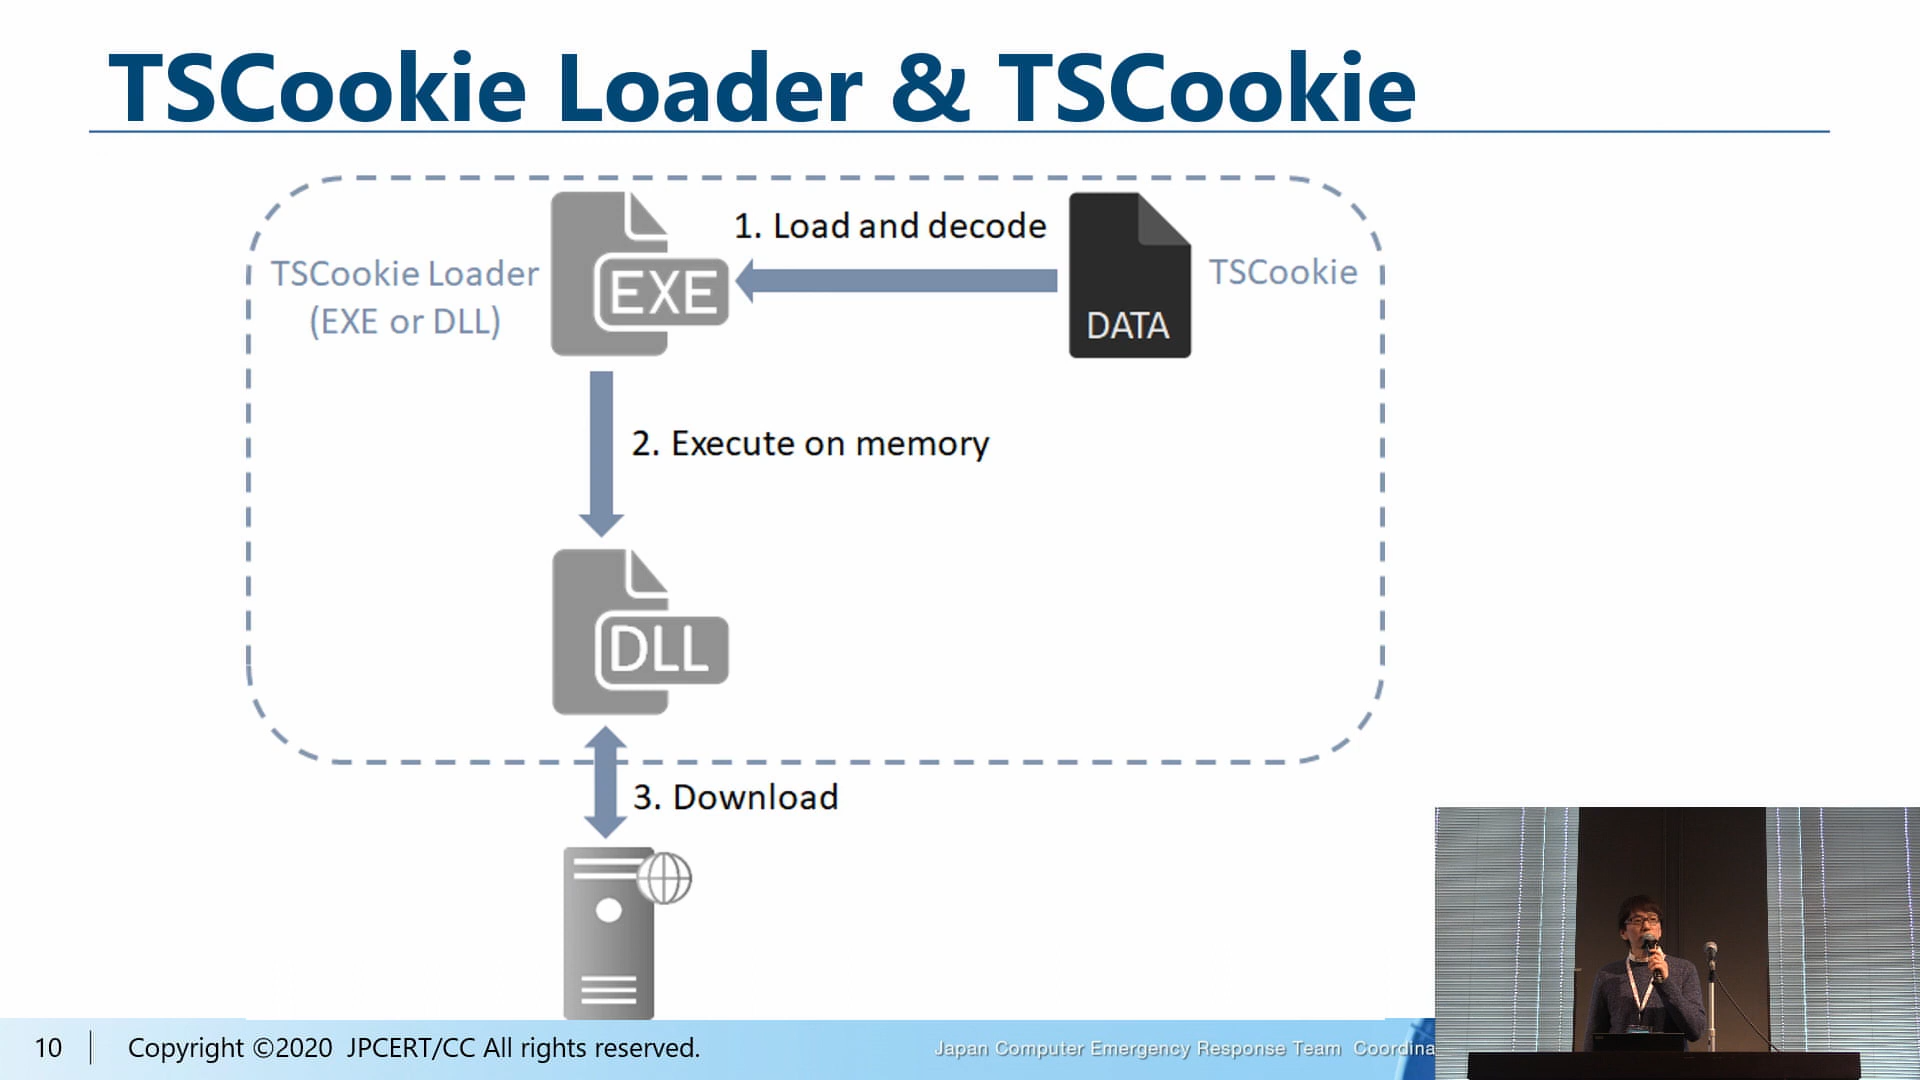 TSCookie Loader & TSCookie
1. Load and decode
EXE
TSCookie Loader
(EXE or DLL)
DATA
TSCookie
2. Execute on memory
DLL
3. Download
10
Copyright ©2020 JPCERT/CC All rights reserved.
Japan Computer Emergency Response Team Coordina